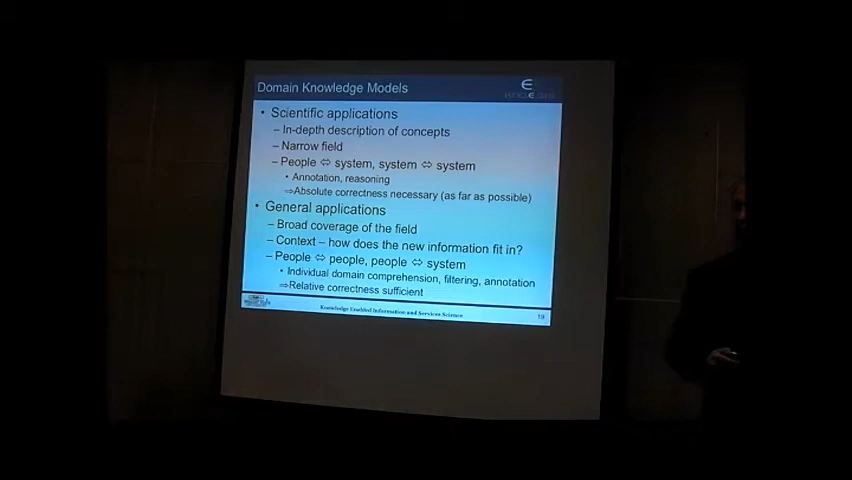 Domain Knowledge Models
• Scientific applications
– In-depth description of concepts
– Narrow field
– People ⇔ system, system ⇔ system
• Annotation, reasoning
⇒Absolute correctness necessary (as far as possible)
• General applications
– Broad coverage of the field
– Context – how does the new information fit in?
– People ⇔ people, people ⇔ system
• Individual domain comprehension, filtering, annotation
⇒Relative correctness sufficient
Knowledge Enabled Information and Services Science
19